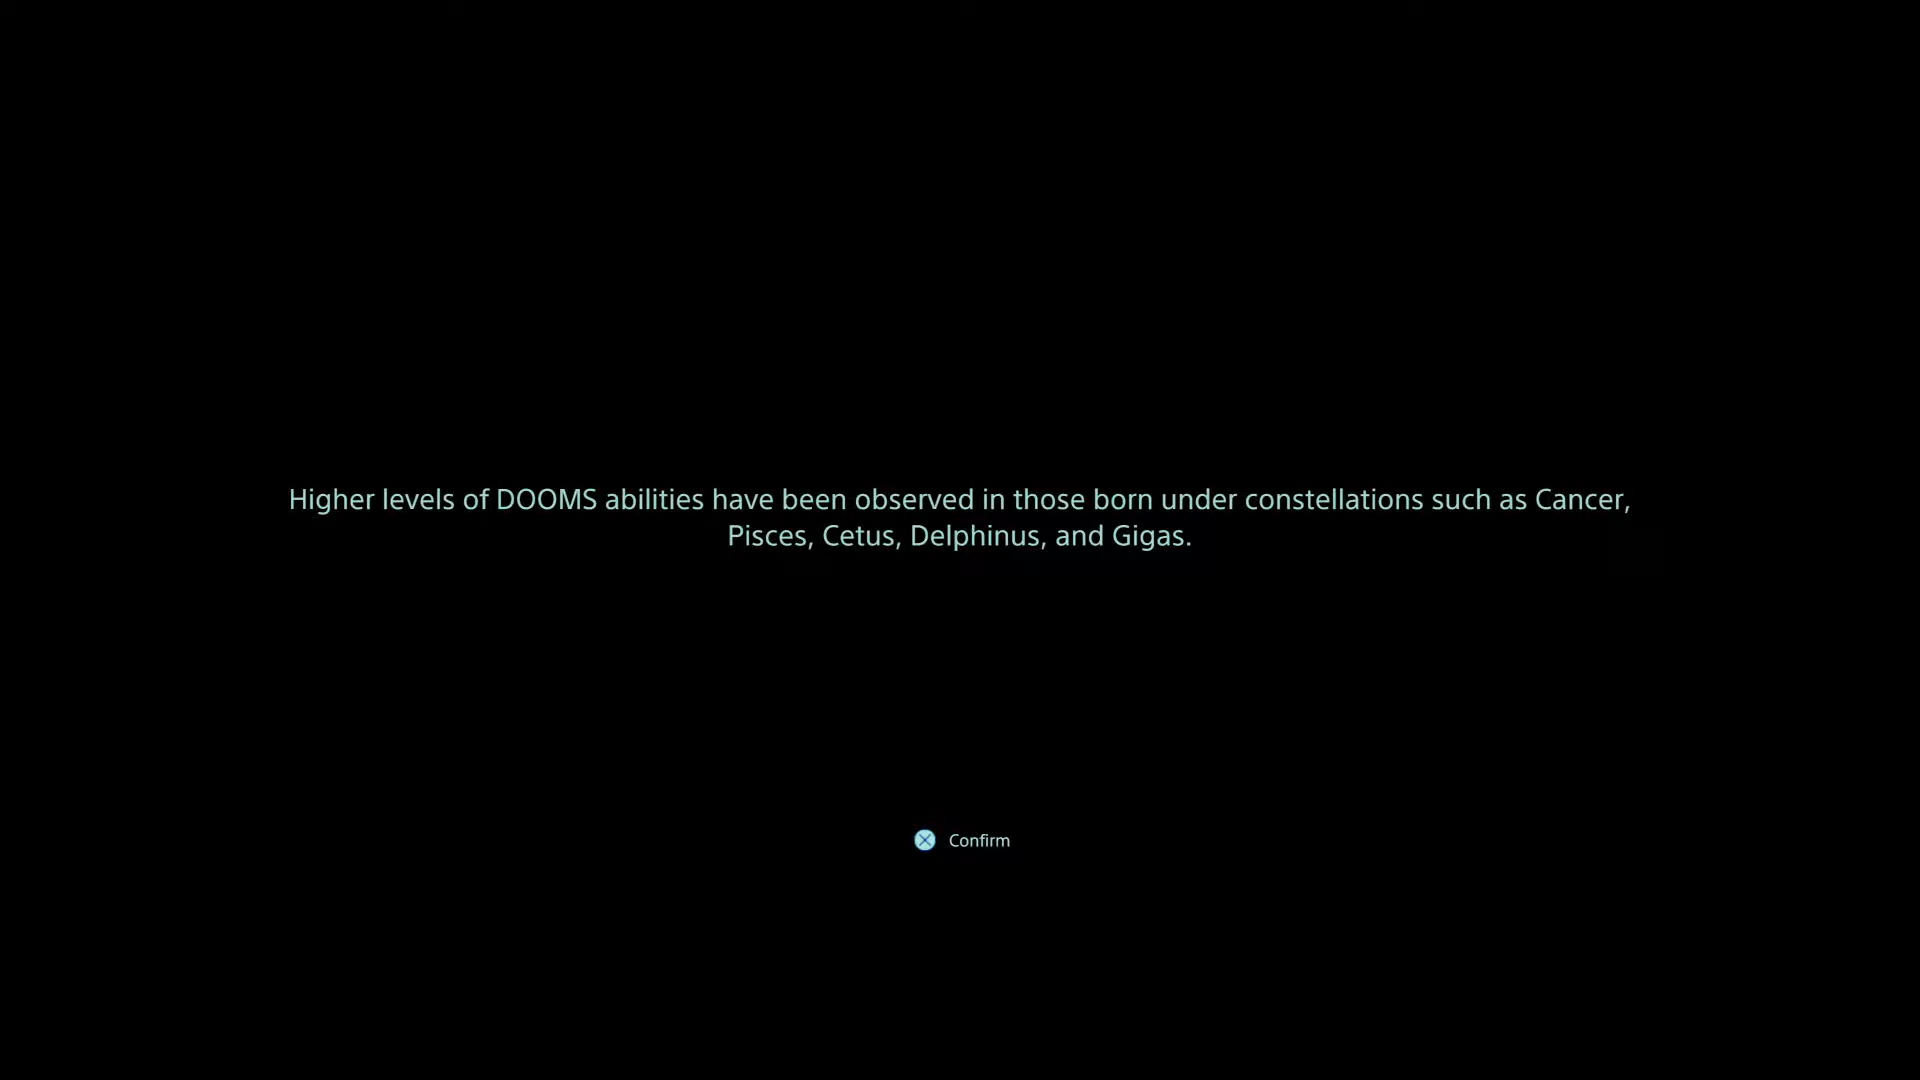 Higher levels of DOOMS abilities have been observed in those born under constellations such as Cancer,
Pisces, Cetus, Delphinus, and Gigas.
Confirm